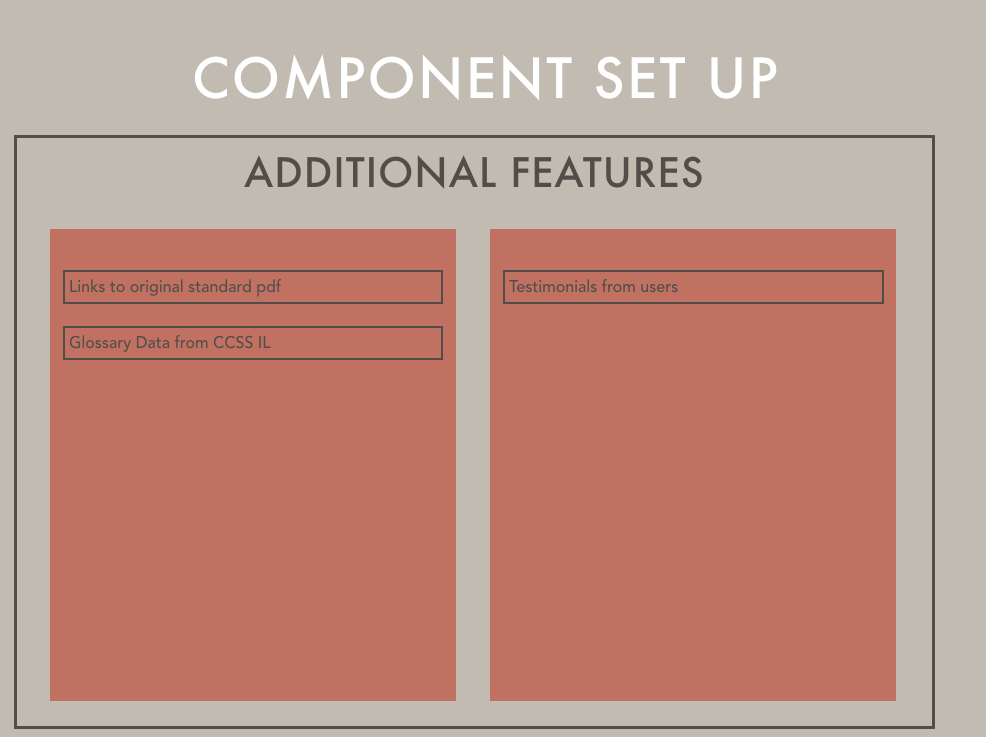 COMPONENT SET UP
ADDITIONAL FEATURES
Links to original standard pdf
Glossary Data from CCSS IL
Testimonials from users